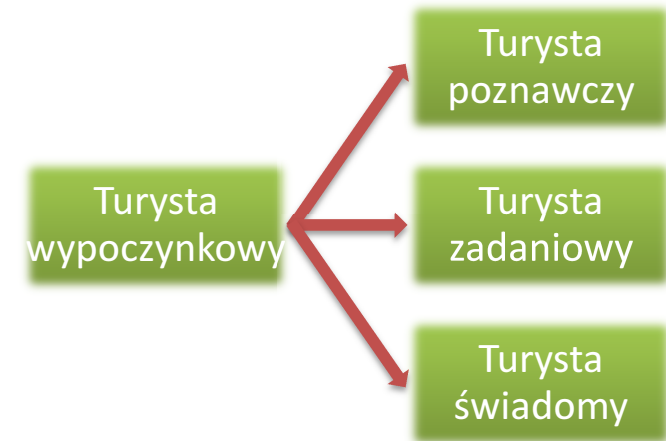 Turysta
wypoczynkowy
Turysta
poznawczy
Turysta
zadaniowy
Turysta
świadomy